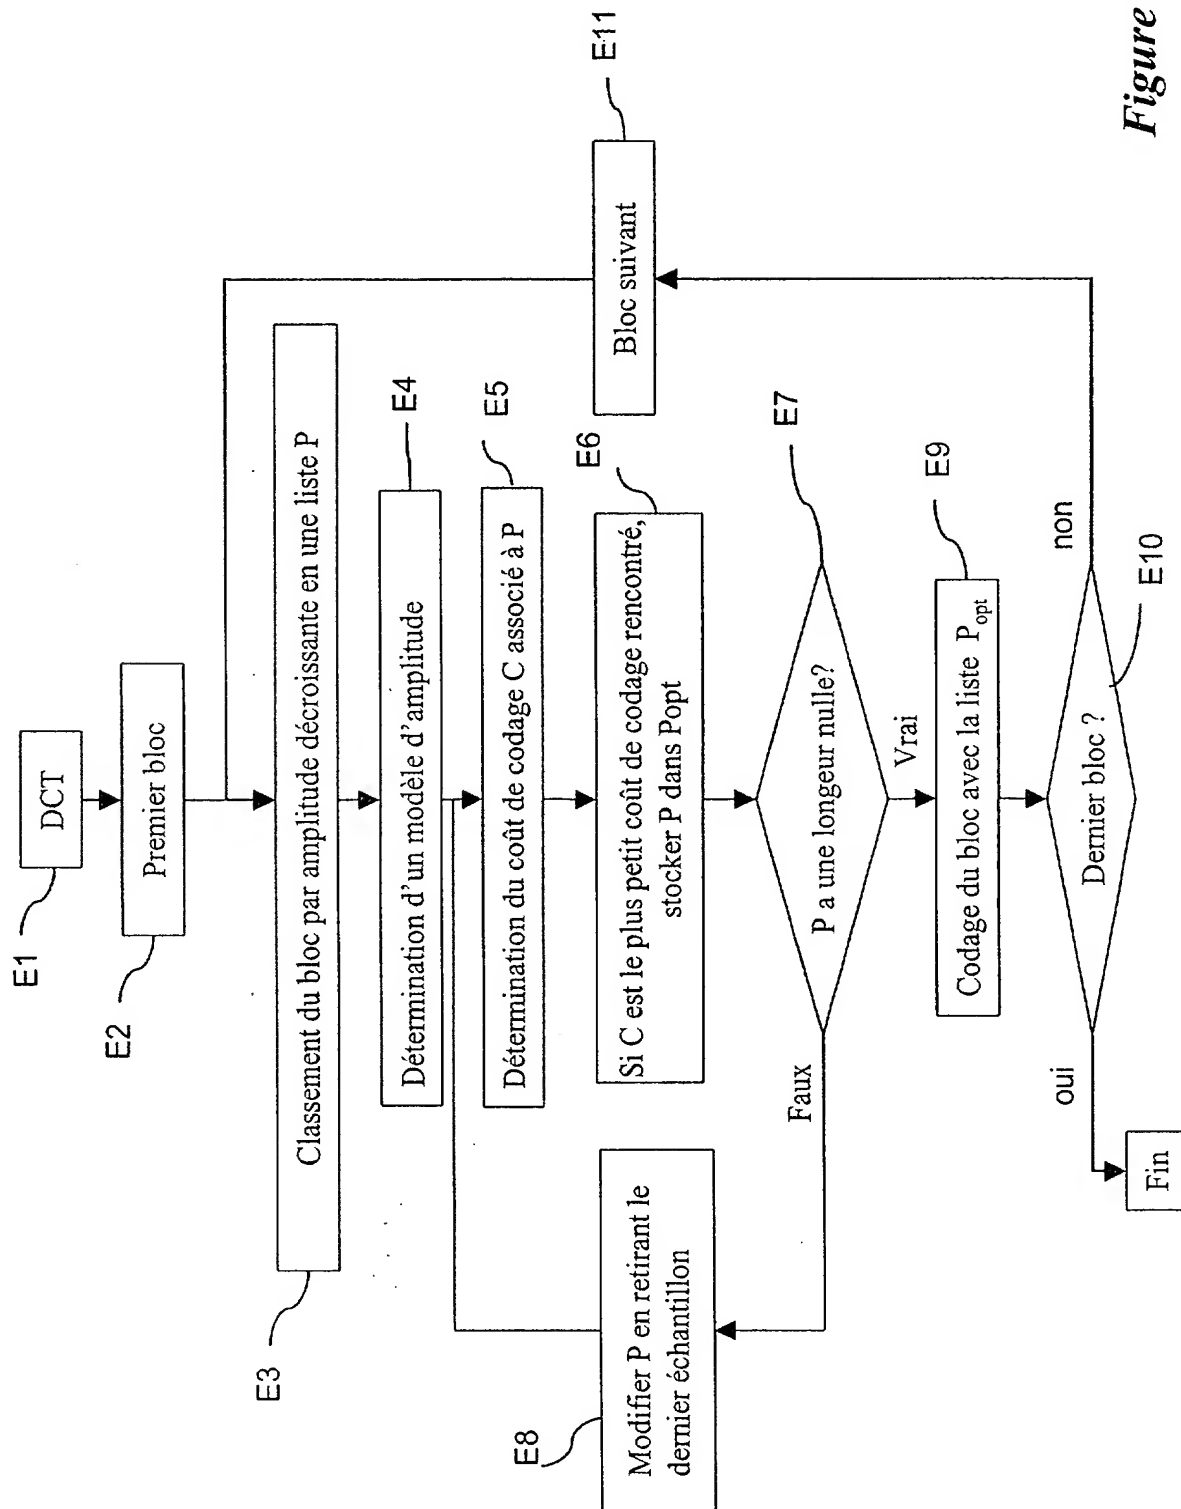 E1
DCT
E2
Premier bloc
E3
Classement du bloc par amplitude décroissante en une liste P
E4
Détermination d'un modèle d'amplitude
E5
Détermination du coût de codage C associé à P
E6
Si C est le plus petit coût de codage rencontré,
stocker P dans Popt
E7
P a une longeur nulle?
Faux
Vrai
E8
Modifier P en retirant le
dernier échantillon
E9
Codage du bloc avec la liste Popt
E10
Dernier bloc ?
oui
non
Fin
E11
Bloc suivant
Figure